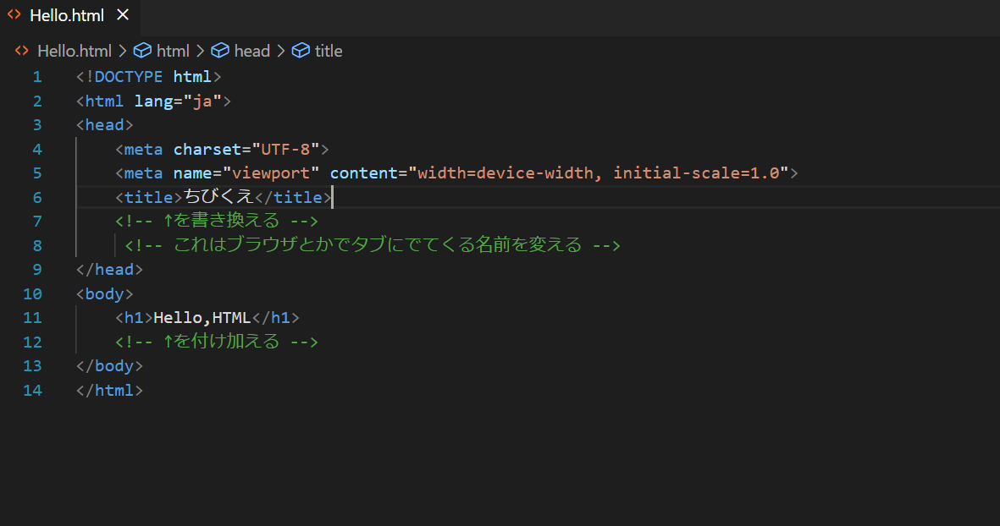 Hello.html
Hello.html > html > head > title
1 <!DOCTYPE html>
2 <html lang="ja">
3 <head>
4 <meta charset="UTF-8">
5 <meta name="viewport" content="width=device-width, initial-scale=1.0">
6 <title>ちびくえ</title>
7 <!-- ↑を書き換える -->
8 <!-- これはブラウザとかでタブにでてくる名前を変える -->
9 </head>
10 <body>
11 <h1>Hello,HTML</h1>
12 <!-- ↑を付け加える -->
13 </body>
14 </html>